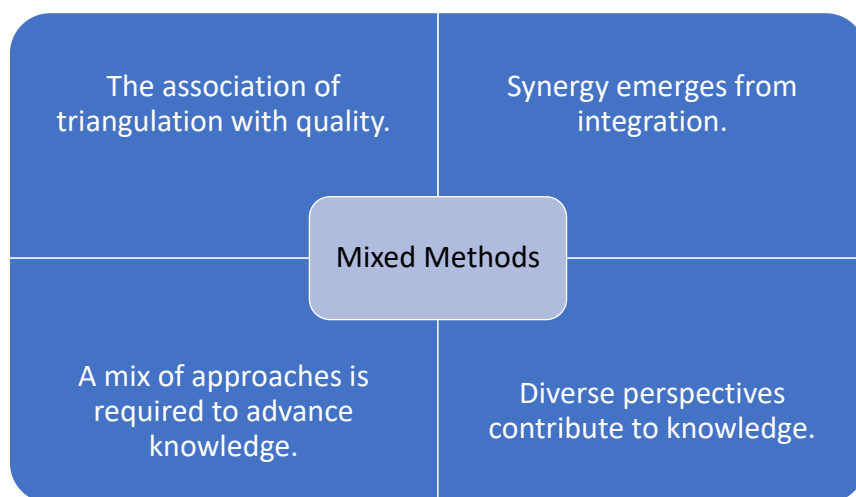 The association of
triangulation with quality.
Synergy emerges from
integration.
Mixed Methods
A mix of approaches is
required to advance
knowledge.
Diverse perspectives
contribute to knowledge.